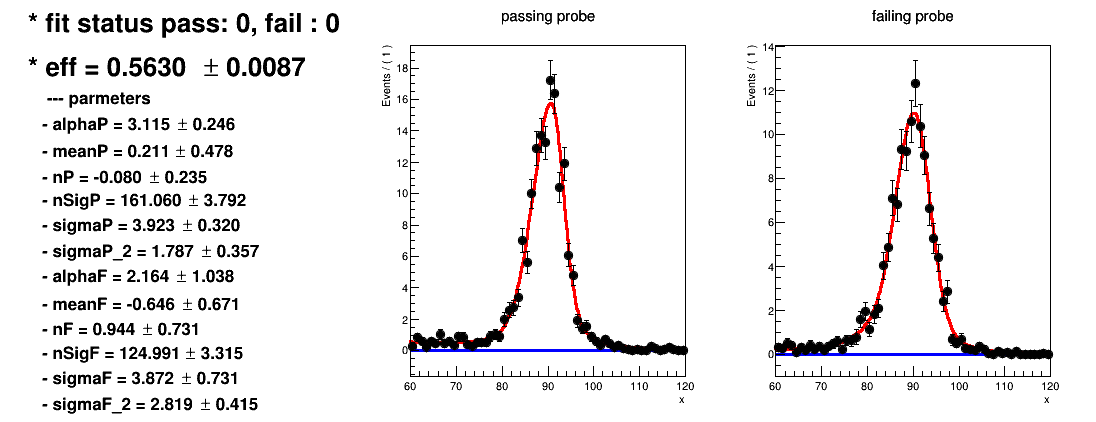 * fit status pass: 0, fail : 0
* eff = 0.5630 ± 0.0087
--- parmeters
- alphaP = 3.115 ± 0.246
- meanP = 0.211 ± 0.478
- nP = -0.080 ± 0.235
- nSigP = 161.060 ± 3.792
- sigmaP = 3.923 ± 0.320
- sigmaP_2 = 1.787 ± 0.357
- alphaF = 2.164 ± 1.038
- meanF = -0.646 ± 0.671
- nF = 0.944 ± 0.731
- nSigF = 124.991 ± 3.315
- sigmaF = 3.872 ± 0.731
- sigmaF_2 = 2.819 ± 0.415
passing probe
Events / ( 1 )
18
16
14
12
10
8
6
4
2
0
60 70 80 90 100 110 120
x
failing probe
Events / ( 1 )
14
12
10
8
6
4
2
0
60 70 80 90 100 110 120
x